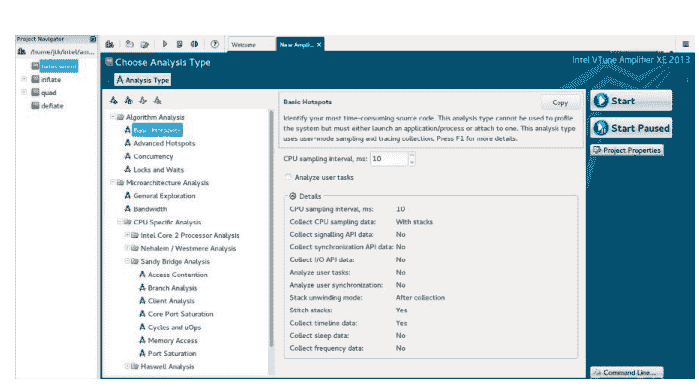 Project Navigator
/home/jtk/intel/am...
inflate
quad
deflate
Welcome
New Ampli... ×
Choose Analysis Type
Intel VTune Amplifier XE 2013
Analysis Type
Algorithm Analysis
Basic Hotspots
Advanced Hotspots
Concurrency
Locks and Waits
Microarchitecture Analysis
General Exploration
Bandwidth
CPU Specific Analysis
Intel Core 2 Processor Analysis
Nehalem / Westmere Analysis
Sandy Bridge Analysis
Access Contention
Branch Analysis
Client Analysis
Core Port Saturation
Cycles and uOps
Memory Access
Port Saturation
Haswell Analysis
Basic Hotspots
Copy
Identify your most time-consuming source code. This analysis type cannot be used to profile
the system but must either launch an application/process or attach to one. This analysis type
uses user-mode sampling and tracing collection. Press F1 for more details.
CPU sampling interval, ms: 10
Analyze user tasks
Details
CPU sampling interval, ms: 10
Collect CPU sampling data: With stacks
Collect signalling API data: No
Collect synchronization API data: No
Collect I/O API data: No
Analyze user tasks: No
Analyze user synchronization: No
Stack unwinding mode: After collection
Stitch stacks: Yes
Collect timeline data: Yes
Collect sleep data: No
Collect frequency data: No
Start
Start Paused
Project Properties
Command Line...